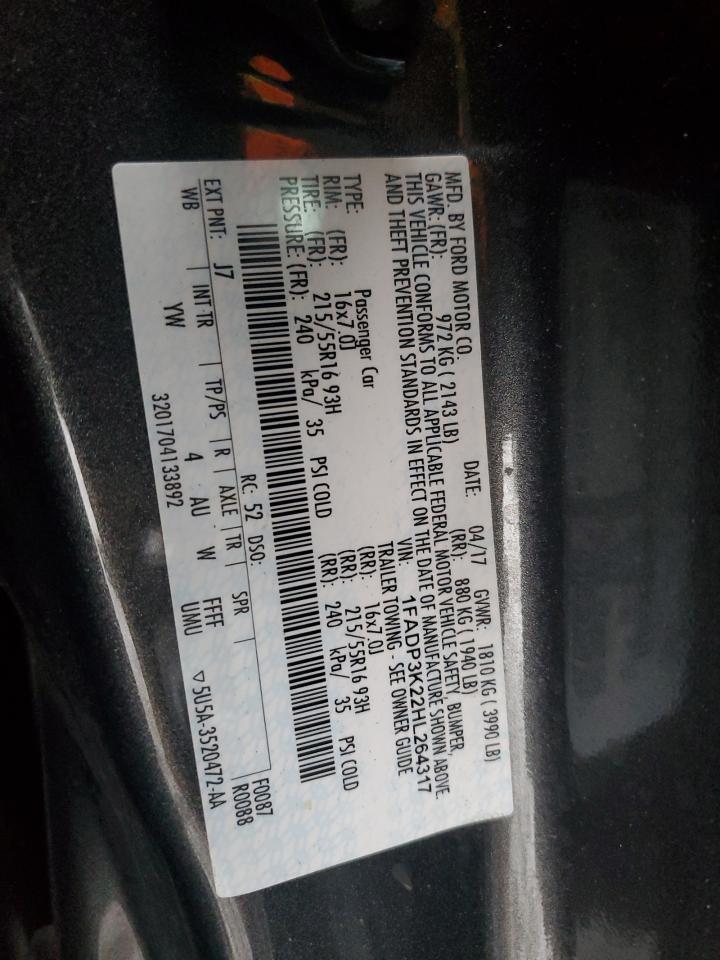 MFD. BY FORD MOTOR CO. DATE: 04/17 GVWR: 1810 KG ( 3990 LB)
GAWR: (FR): 972 KG ( 2143 LB) (RR): 880 KG ( 1940 LB)
THIS VEHICLE CONFORMS TO ALL APPLICABLE FEDERAL MOTOR VEHICLE SAFETY, BUMPER,
AND THEFT PREVENTION STANDARDS IN EFFECT ON THE DATE OF MANUFACTURE SHOWN ABOVE.
VIN: 1FADP3K22HL264317
TYPE: Passenger Car TRAILER TOWING - SEE OWNER GUIDE
RIM: (FR): 16x7.0J (RR): 16x7.0J
TIRE: (FR): 215/55R16 93H (RR): 215/55R16 93H
PRESSURE: (FR): 240 kPa/ 35 PSI COLD (RR): 240 kPa/ 35 PSI COLD
EXT PNT: J7 RC: 52 DSO: F0087
WB INT TR TP/PS R AXLE TR SPR R0088
YW 4 AU W FFFF
UMU
3201704133892 ▽5U5A-3520472-AA